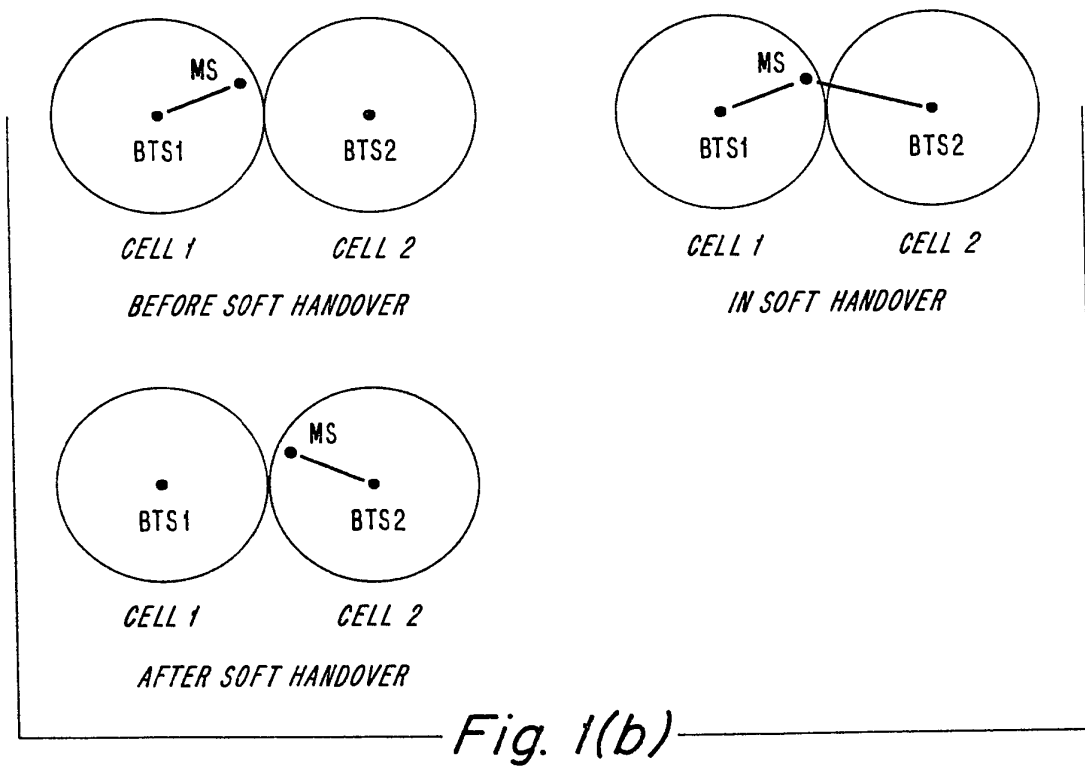 MS
BTS1 BTS2
CELL 1 CELL 2
BEFORE SOFT HANDOVER
MS
BTS1 BTS2
CELL 1 CELL 2
IN SOFT HANDOVER
MS
BTS1 BTS2
CELL 1 CELL 2
AFTER SOFT HANDOVER
Fig. 1(b)